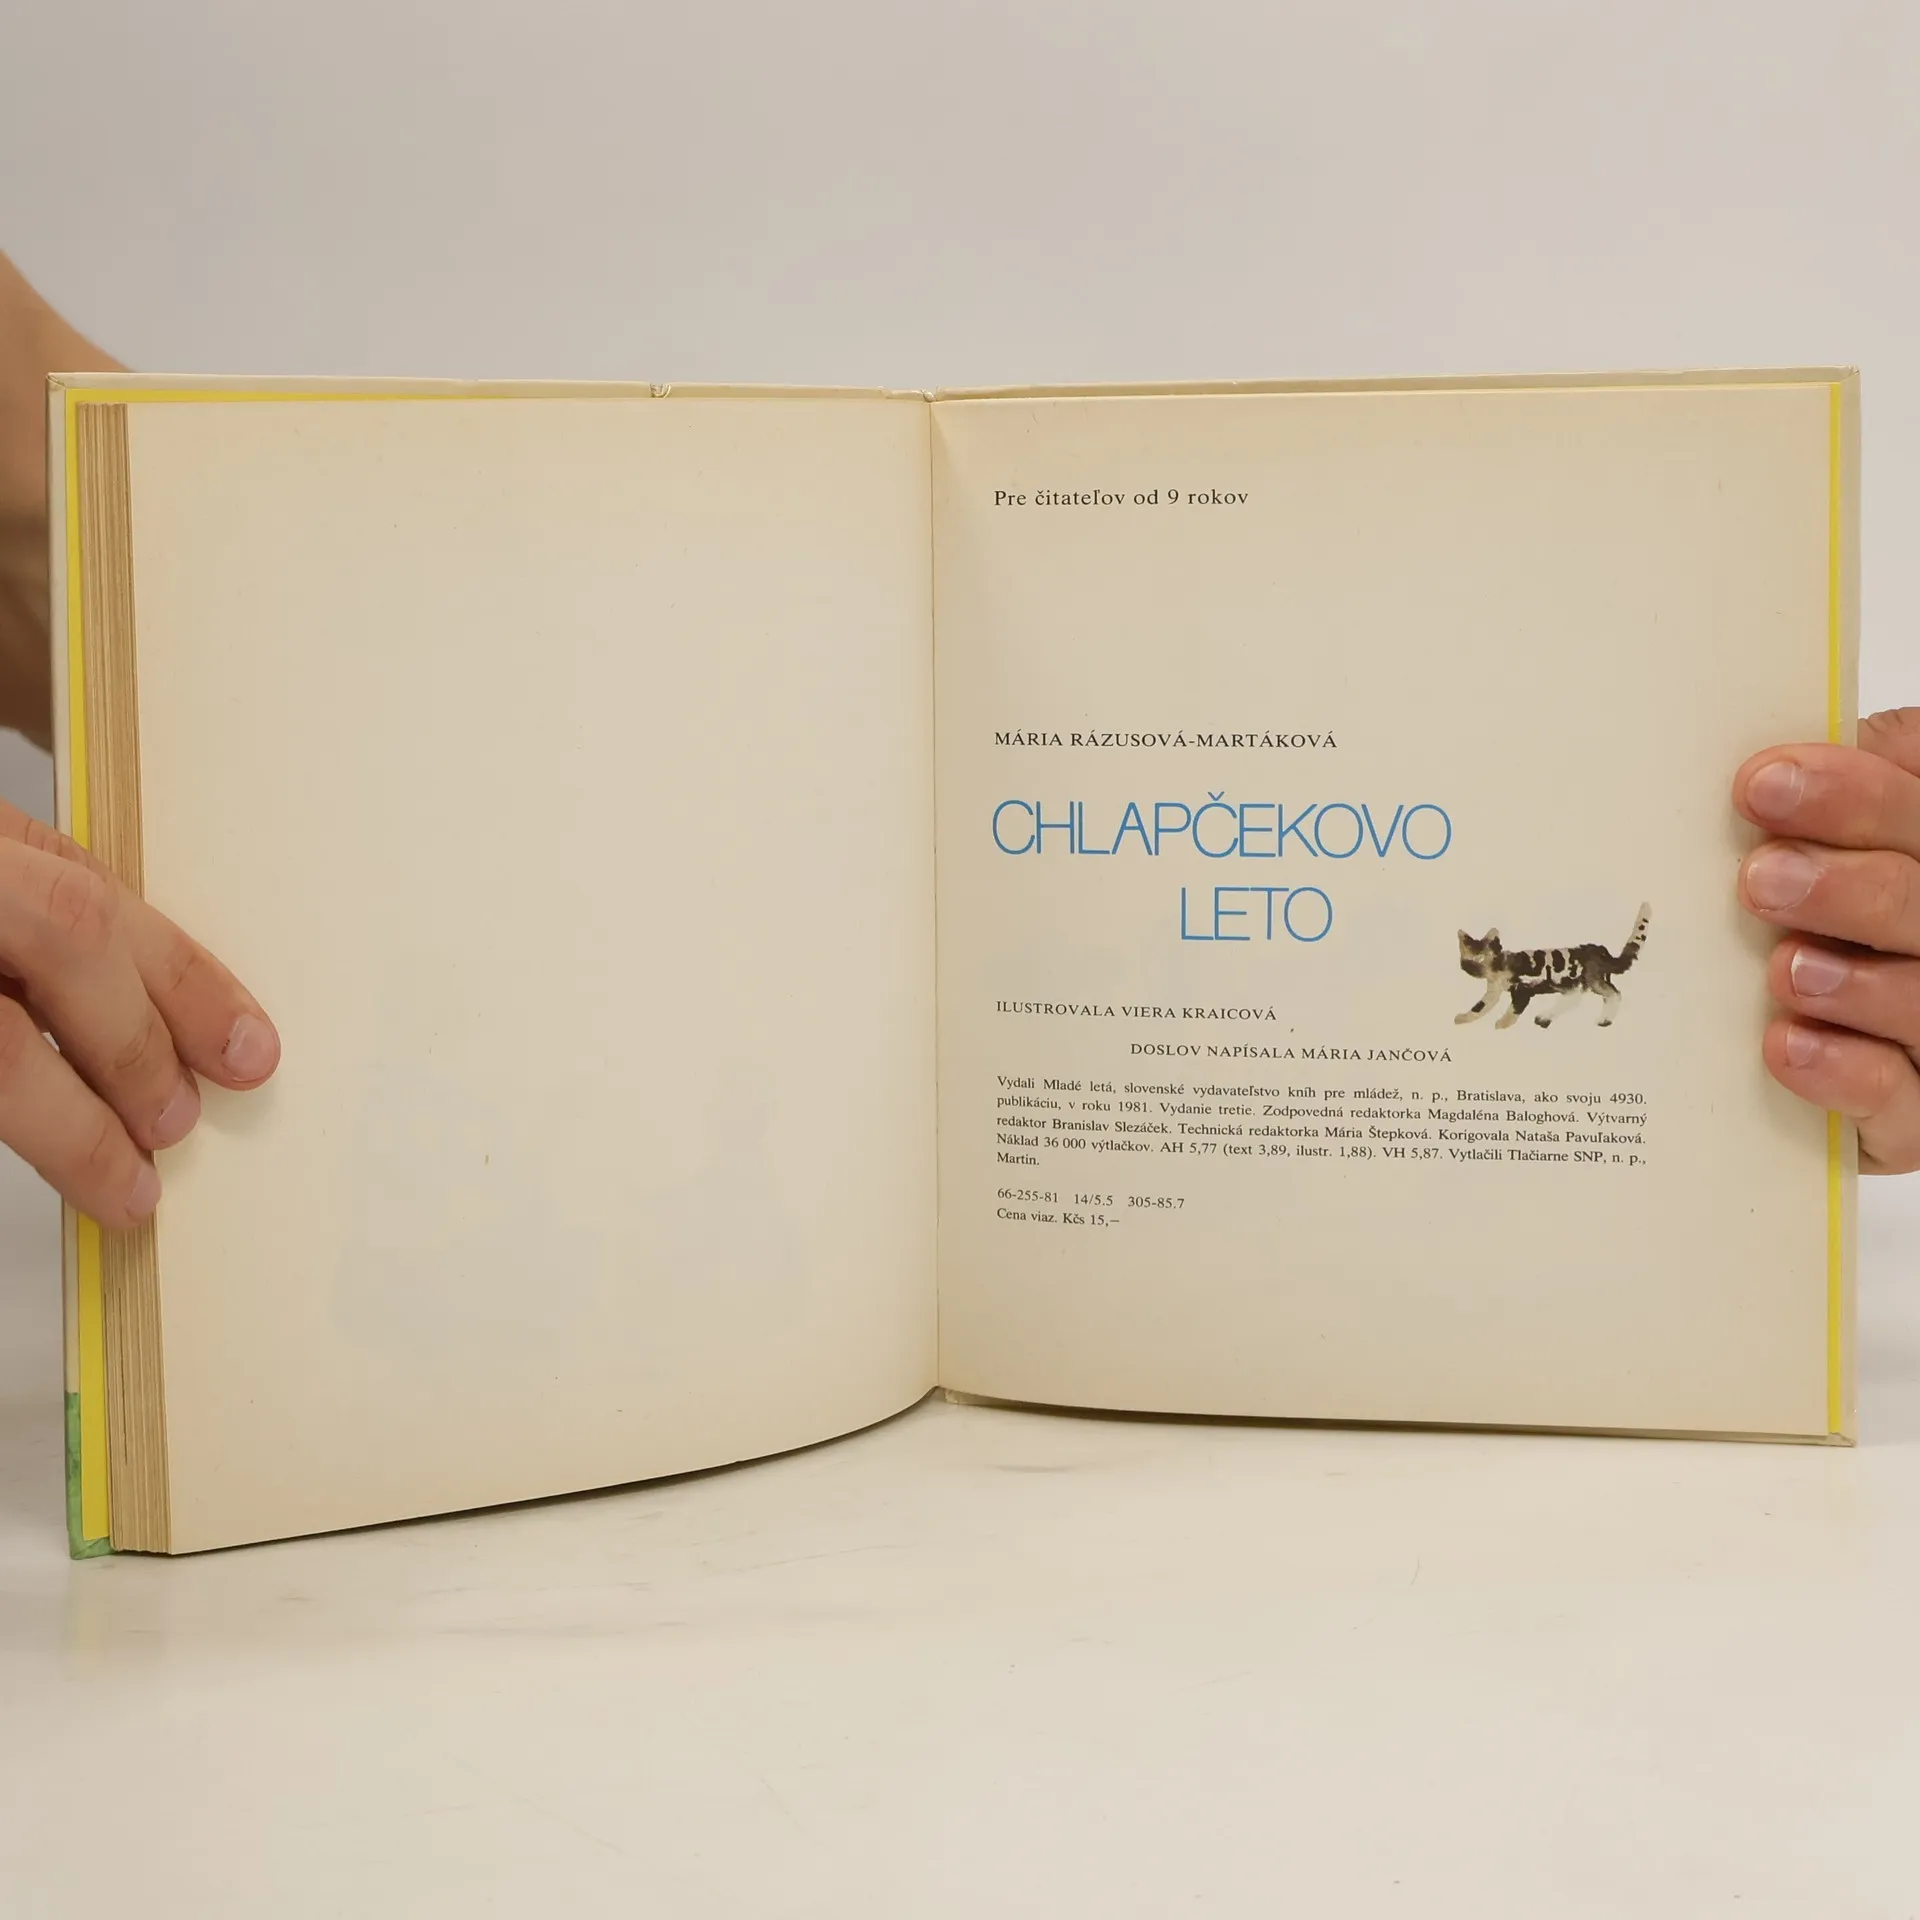 Pre čitateľov od 9 rokov
MÁRIA RÁZUSOVÁ-MARTÁKOVÁ
CHLAPČEKOVO
LETO
ILUSTROVALA VIERA KRAICOVÁ
DOSLOV NAPÍSALA MÁRIA JANČOVÁ
Vydali Mladé letá, slovenské vydavateľstvo kníh pre mládež, n. p., Bratislava, ako svoju 4930.
publikáciu, v roku 1981. Vydanie tretie. Zodpovedná redaktorka Magdaléna Baloghová. Výtvarný
redaktor Branislav Slezáček. Technická redaktorka Mária Štepková. Korigovala Nataša Pavuľaková.
Náklad 36 000 výtlačkov. AH 5,77 (text 3,89, ilustr. 1,88). VH 5,87. Vytlačili Tlačiarne SNP, n. p.,
Martin.
66-255-81 14/5.5 305-85.7
Cena viaz. Kčs 15,—